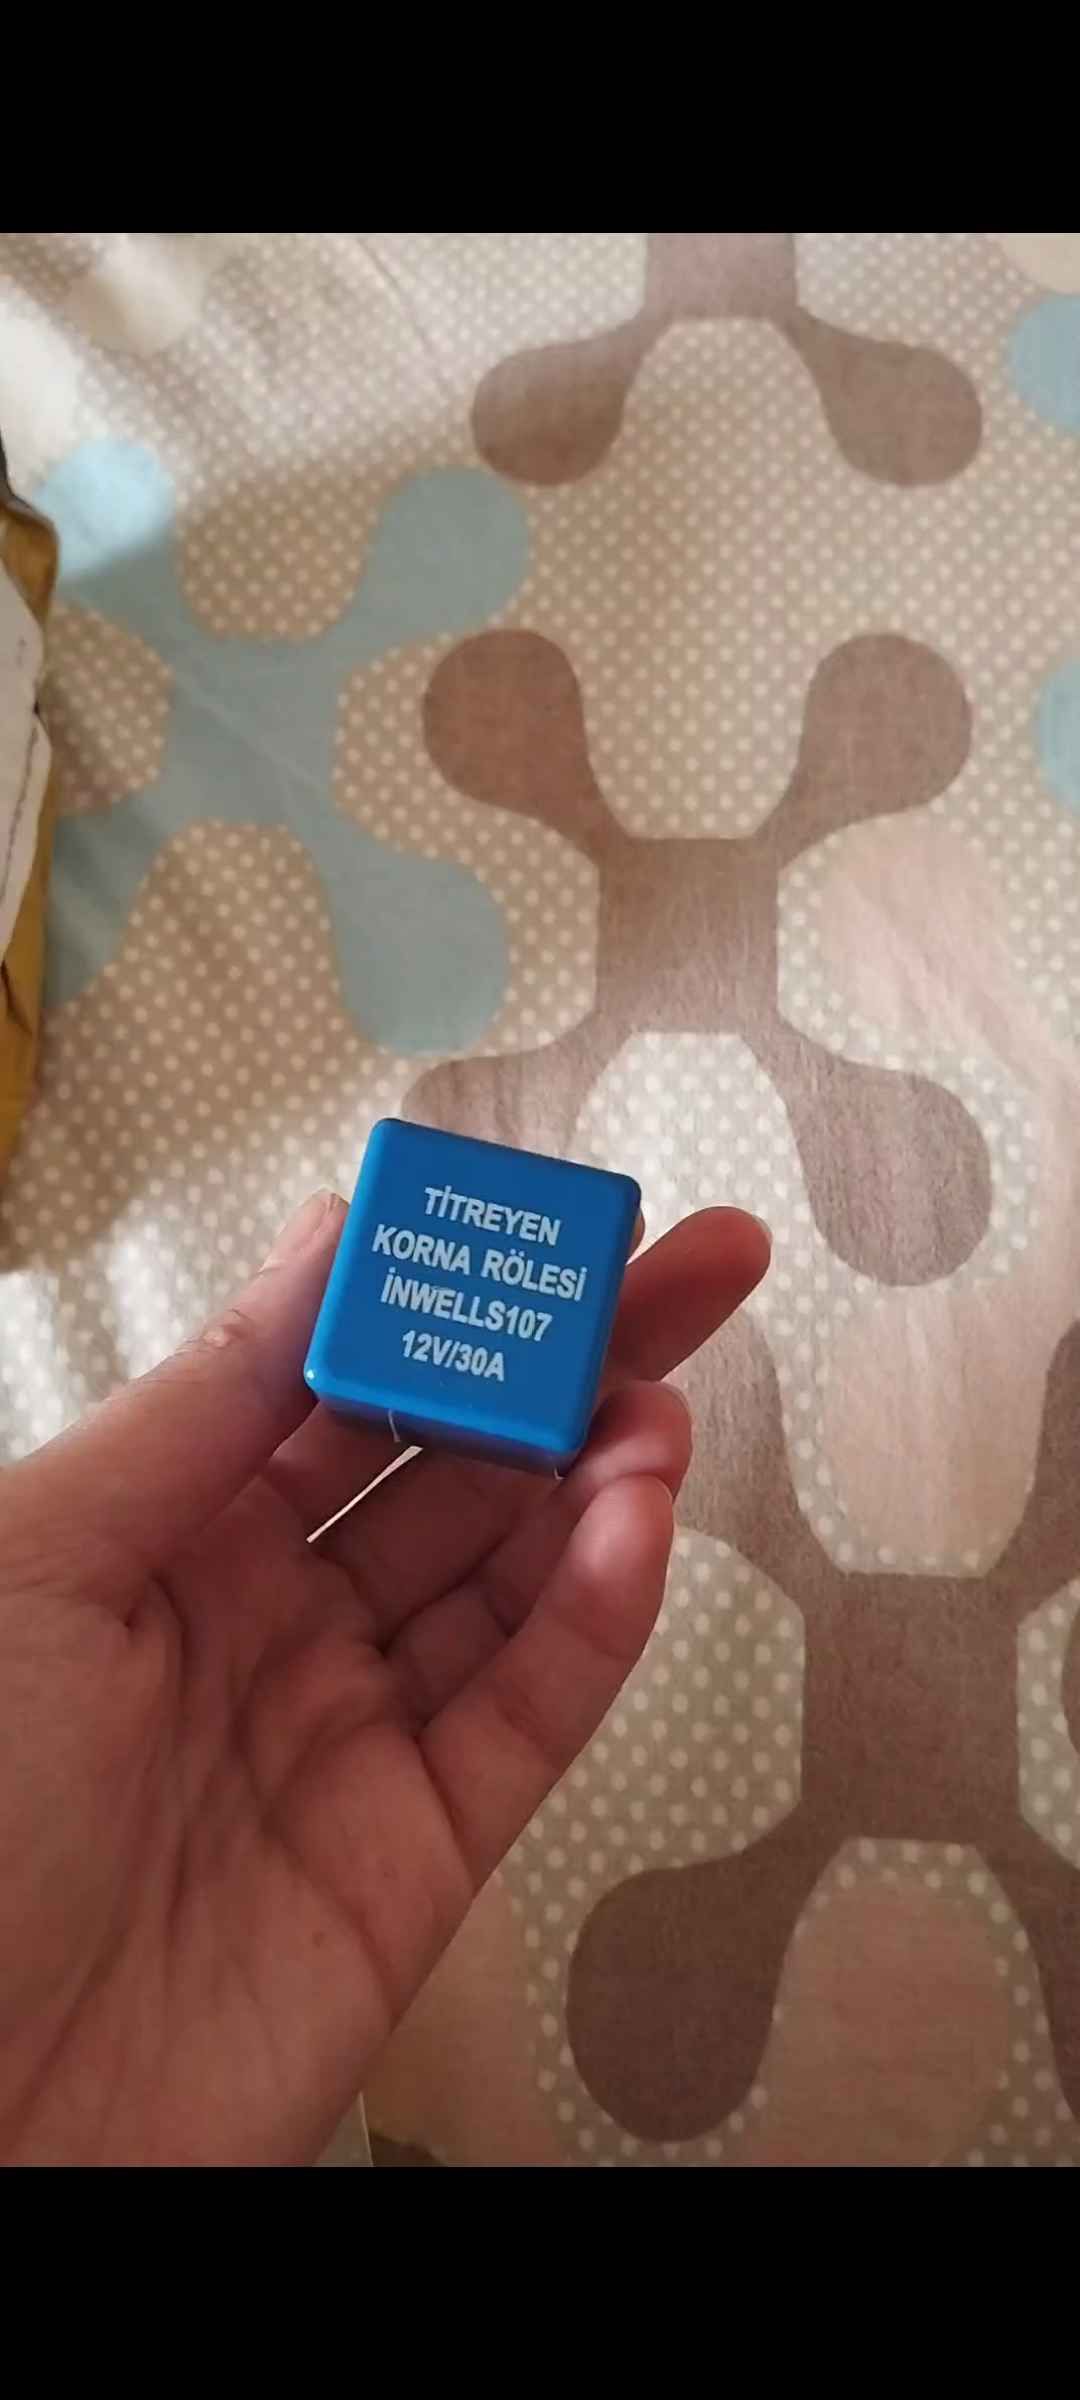 TİTREYEN
KORNA RÖLESİ
İNWELLS107
12V/30A